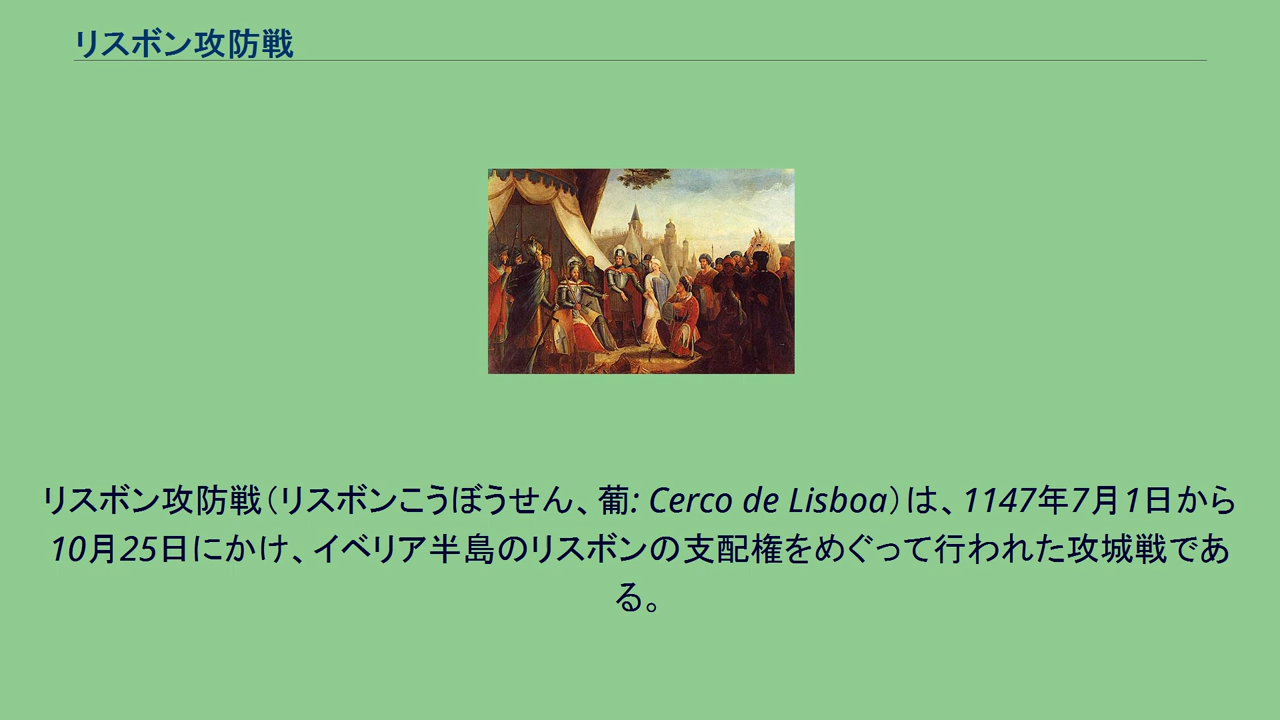 リスボン攻防戦
リスボン攻防戦（リスボンこうぼうせん、葡: Cerco de Lisboa）は、1147年7月1日から
10月25日にかけ、イベリア半島のリスボンの支配権をめぐって行われた攻城戦であ
る。